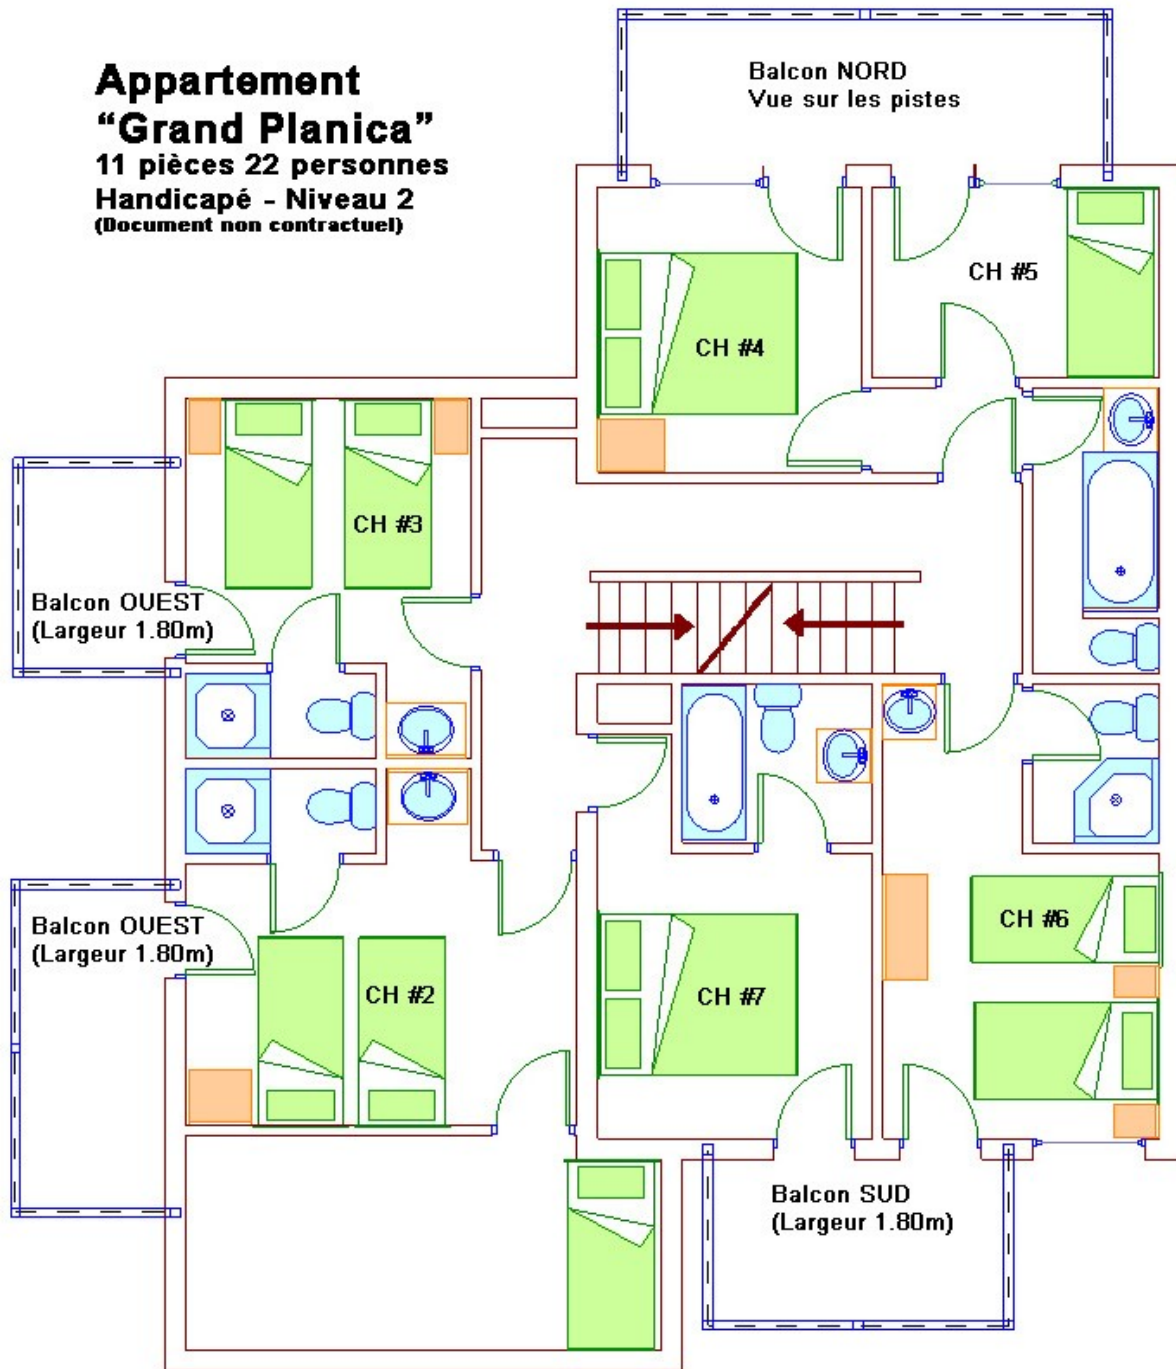 Appartement
“Grand Planica”
11 pièces 22 personnes
Handicapé - Niveau 2
(Document non contractuel)
Balcon NORD
Vue sur les pistes
CH #5
CH #4
CH #3
Balcon OUEST
(Largeur 1.80m)
Balcon OUEST
(Largeur 1.80m)
CH #6
CH #2
CH #7
Balcon SUD
(Largeur 1.80m)